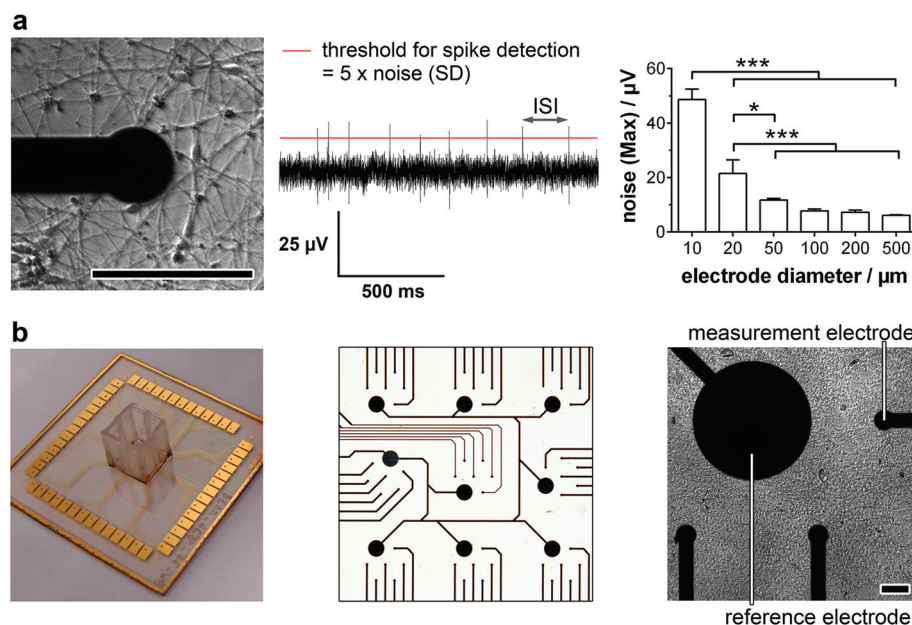 a
threshold for spike detection
= 5 x noise (SD)
ISI
25 µV
500 ms
noise (Max) / µV
60
40
20
0
***
*
***
10 20 50 100 200 500
electrode diameter / µm
b
measurement electrode
reference electrode